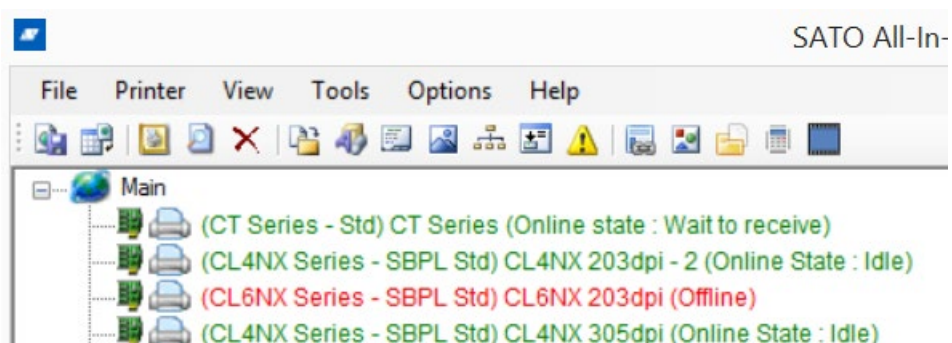 SATO All-In-
File Printer View Tools Options Help
Main
(CT Series - Std) CT Series (Online state : Wait to receive)
(CL4NX Series - SBPL Std) CL4NX 203dpi - 2 (Online State : Idle)
(CL6NX Series - SBPL Std) CL6NX 203dpi (Offline)
(CL4NX Series - SBPL Std) CL4NX 305dpi (Online State : Idle)